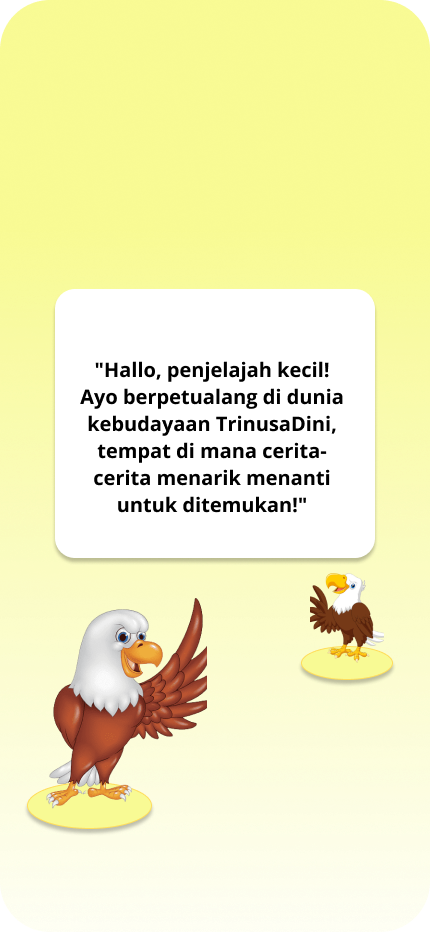 "Hallo, penjelajah kecil!
Ayo berpetualang di dunia
kebudayaan TrinusaDini,
tempat di mana cerita-
cerita menarik menanti
untuk ditemukan!"